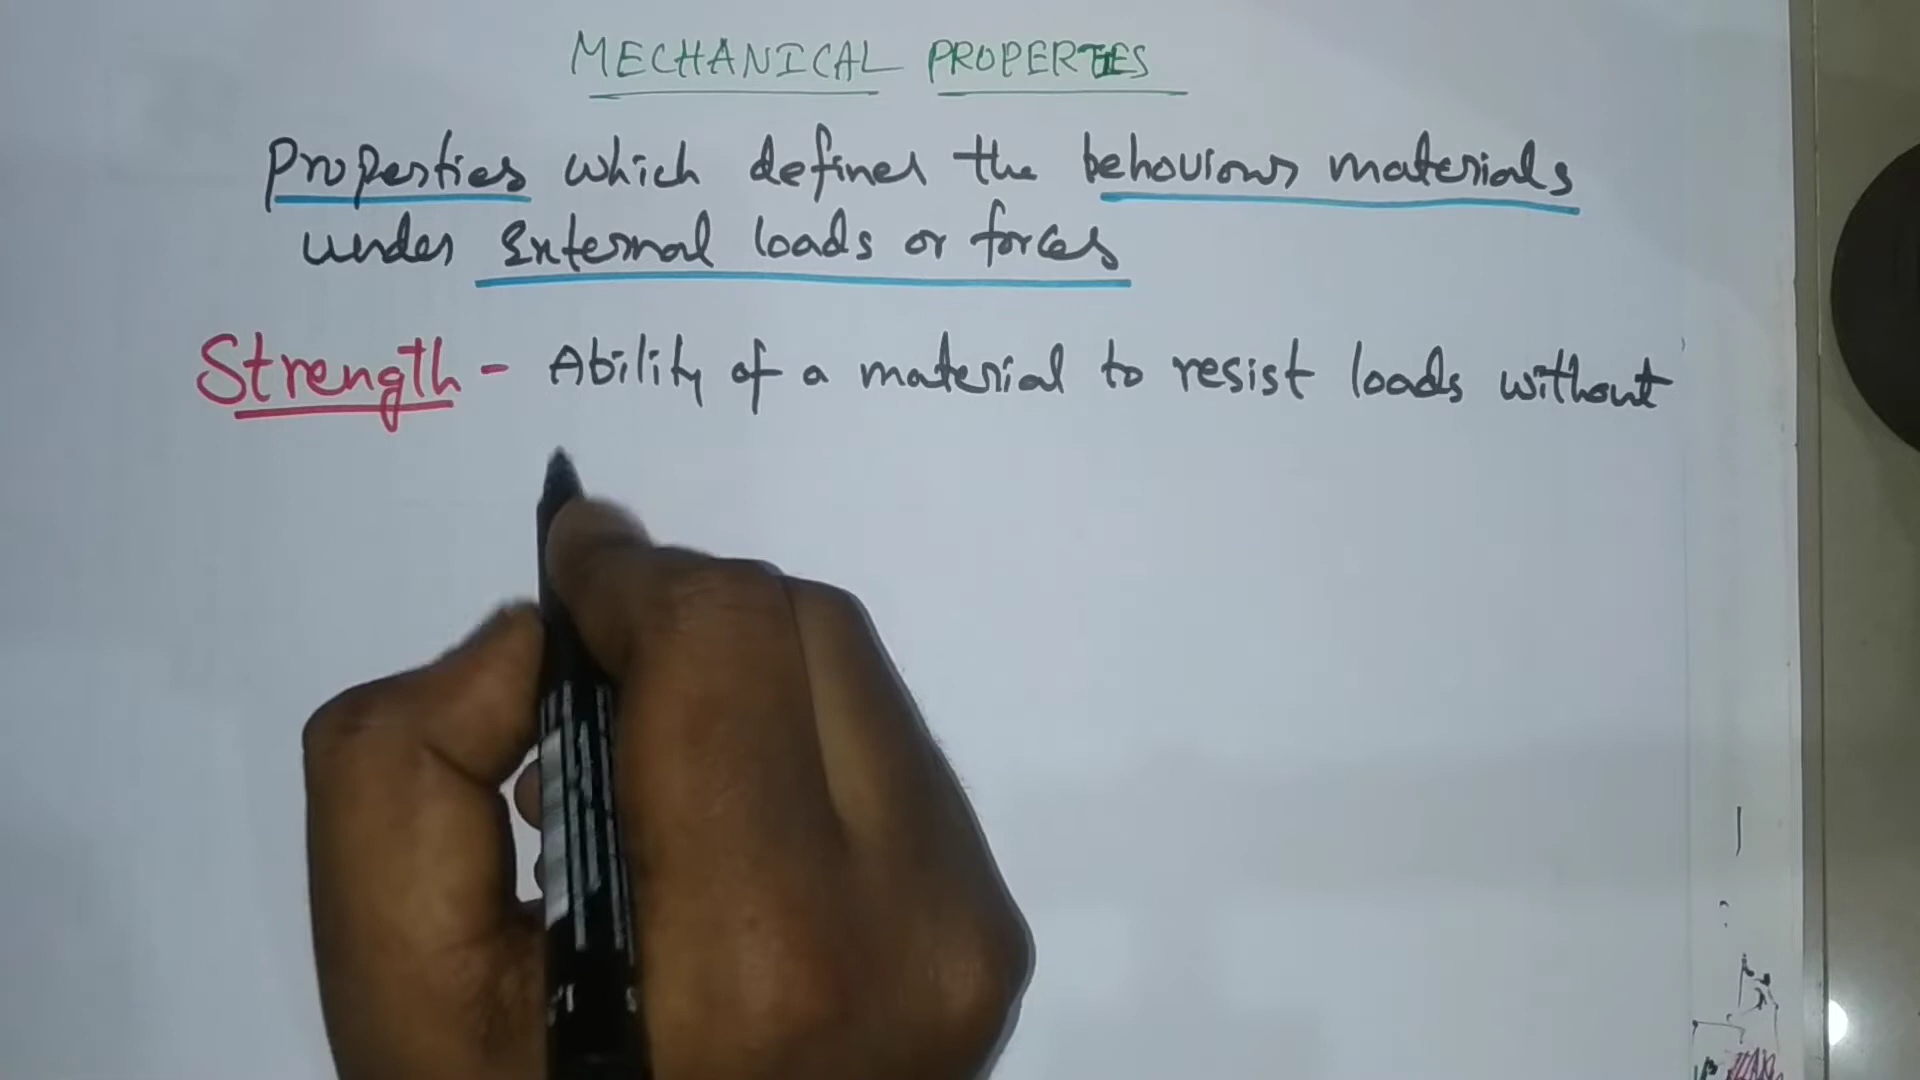 MECHANICAL PROPERTIES
Properties which defines the behaviours materials
under External loads or forces
Strength - Ability of a material to resist loads without